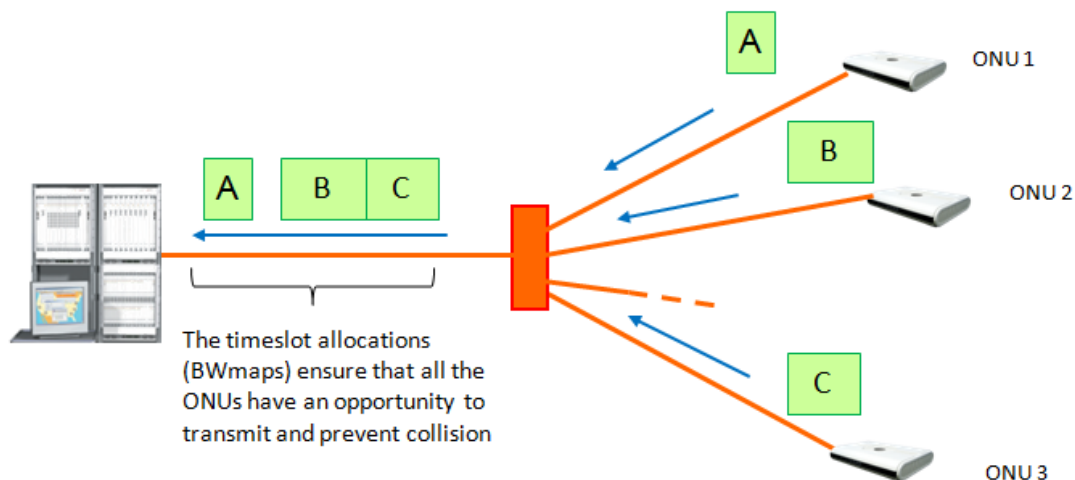 A
ONU 1
B
ONU 2
A B C
The timeslot allocations
(BWmaps) ensure that all the
ONUs have an opportunity to
transmit and prevent collision
C
ONU 3